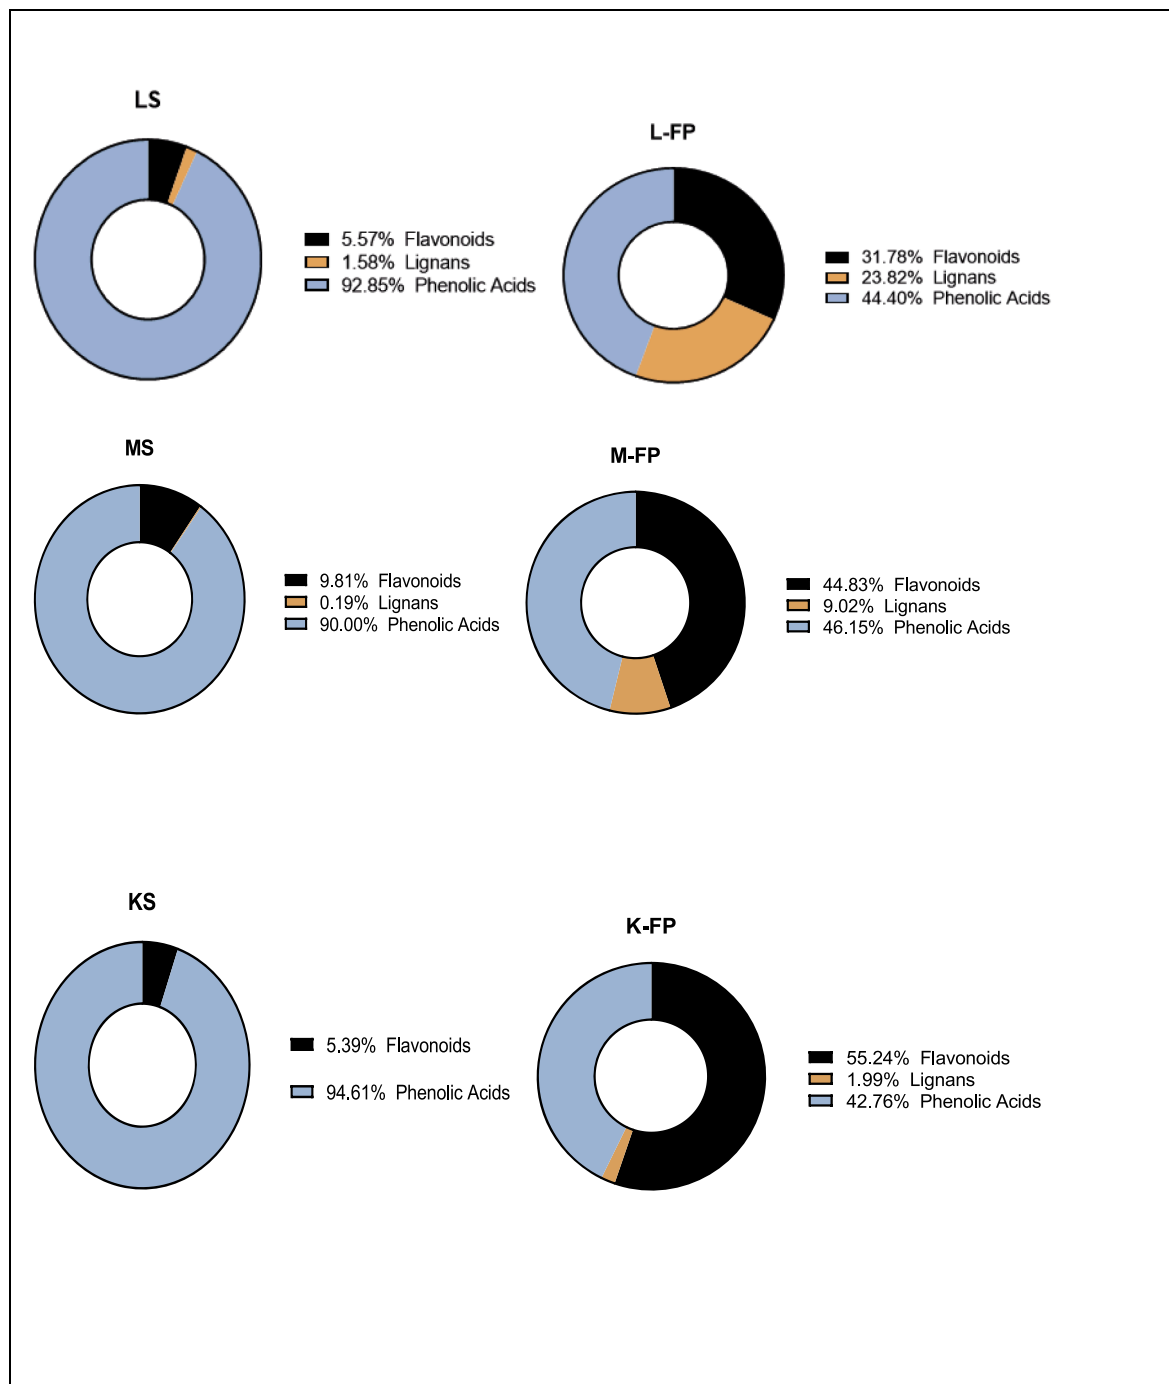 LS
5.57% Flavonoids
1.58% Lignans
92.85% Phenolic Acids
L-FP
31.78% Flavonoids
23.82% Lignans
44.40% Phenolic Acids
MS
9.81% Flavonoids
0.19% Lignans
90.00% Phenolic Acids
M-FP
44.83% Flavonoids
9.02% Lignans
46.15% Phenolic Acids
KS
5.39% Flavonoids
94.61% Phenolic Acids
K-FP
55.24% Flavonoids
1.99% Lignans
42.76% Phenolic Acids